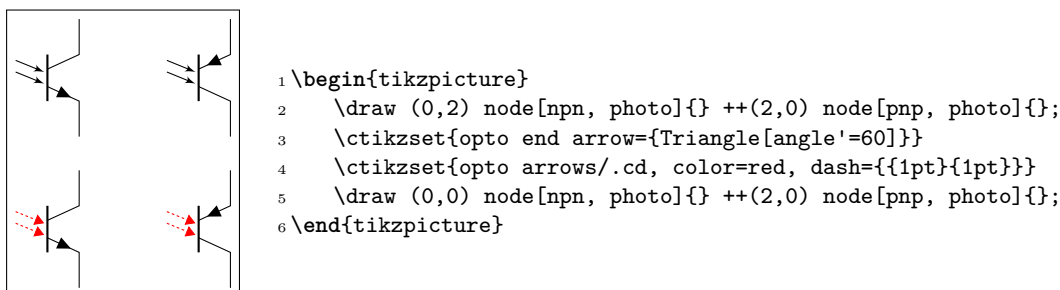 1 \begin{tikzpicture}
2     \draw (0,2) node[npn, photo]{} ++(2,0) node[pnp, photo]{};
3     \ctikzset{opto end arrow={Triangle[angle'=60]}}
4     \ctikzset{opto arrows/.cd, color=red, dash={{1pt}{1pt}}}
5     \draw (0,0) node[npn, photo]{} ++(2,0) node[pnp, photo]{};
6 \end{tikzpicture}